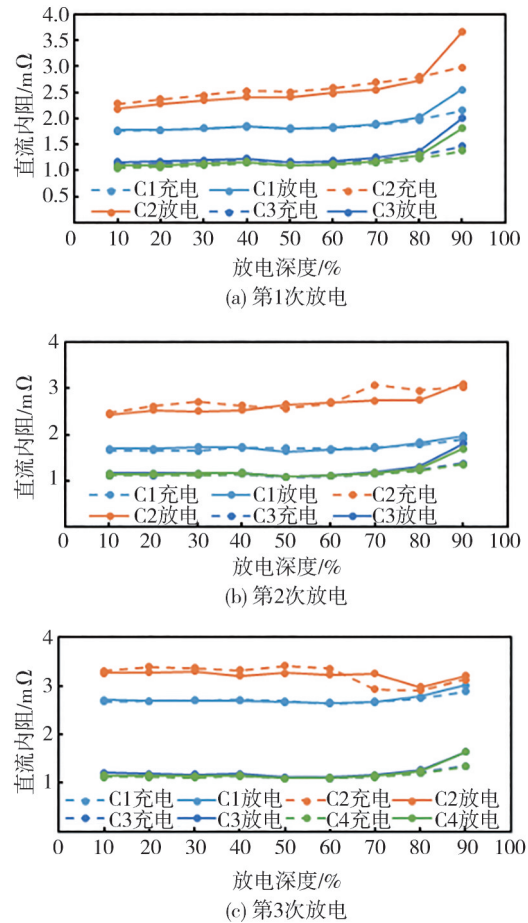 4.0
3.5
3.0
2.5
2.0
1.5
1.0
0.5
直流内阻/mΩ
C1充电 C1放电 C2充电
C2放电 C3充电 C3放电
0 10 20 30 40 50 60 70 80 90 100
放电深度/%
(a) 第1次放电
4
3
2
1
直流内阻/mΩ
C1充电 C1放电 C2充电
C2放电 C3充电 C3放电
0 10 20 30 40 50 60 70 80 90 100
放电深度/%
(b) 第2次放电
4
3
2
1
直流内阻/mΩ
C1充电 C1放电 C2充电 C2放电
C3充电 C3放电 C4充电 C4放电
0 10 20 30 40 50 60 70 80 90 100
放电深度/%
(c) 第3次放电